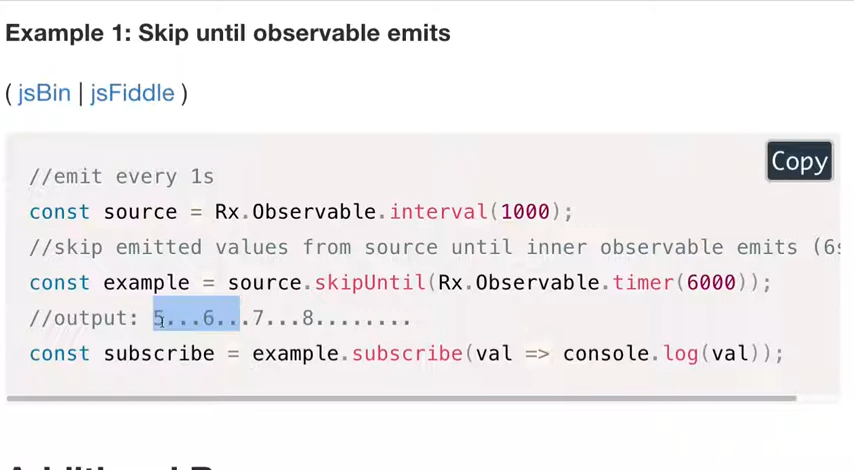 Example 1: Skip until observable emits
( jsBin | jsFiddle )
Copy
//emit every 1s
const source = Rx.Observable.interval(1000);
//skip emitted values from source until inner observable emits (6s
const example = source.skipUntil(Rx.Observable.timer(6000));
//output: 5...6...7...8........
const subscribe = example.subscribe(val => console.log(val));